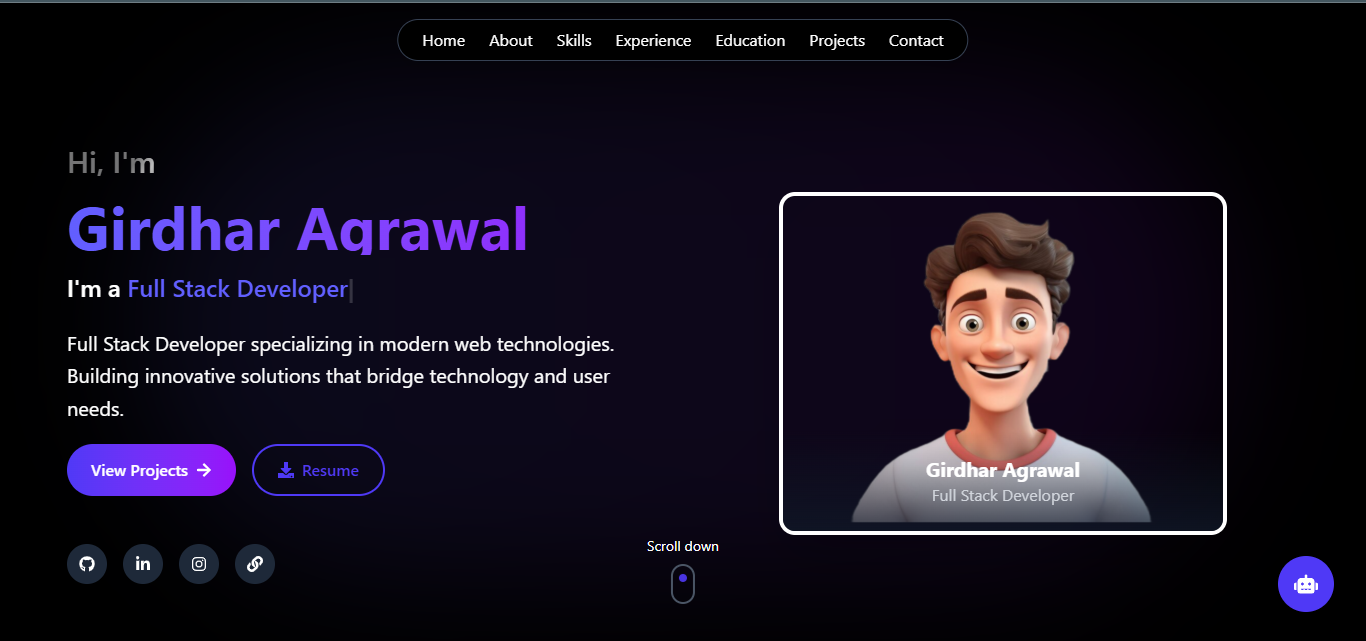 Home About Skills Experience Education Projects Contact
Hi, I'm
Girdhar Agrawal
I'm a Full Stack Developer|
Full Stack Developer specializing in modern web technologies.
Building innovative solutions that bridge technology and user
needs.
View Projects
Resume
Girdhar Agrawal
Full Stack Developer
Scroll down
in